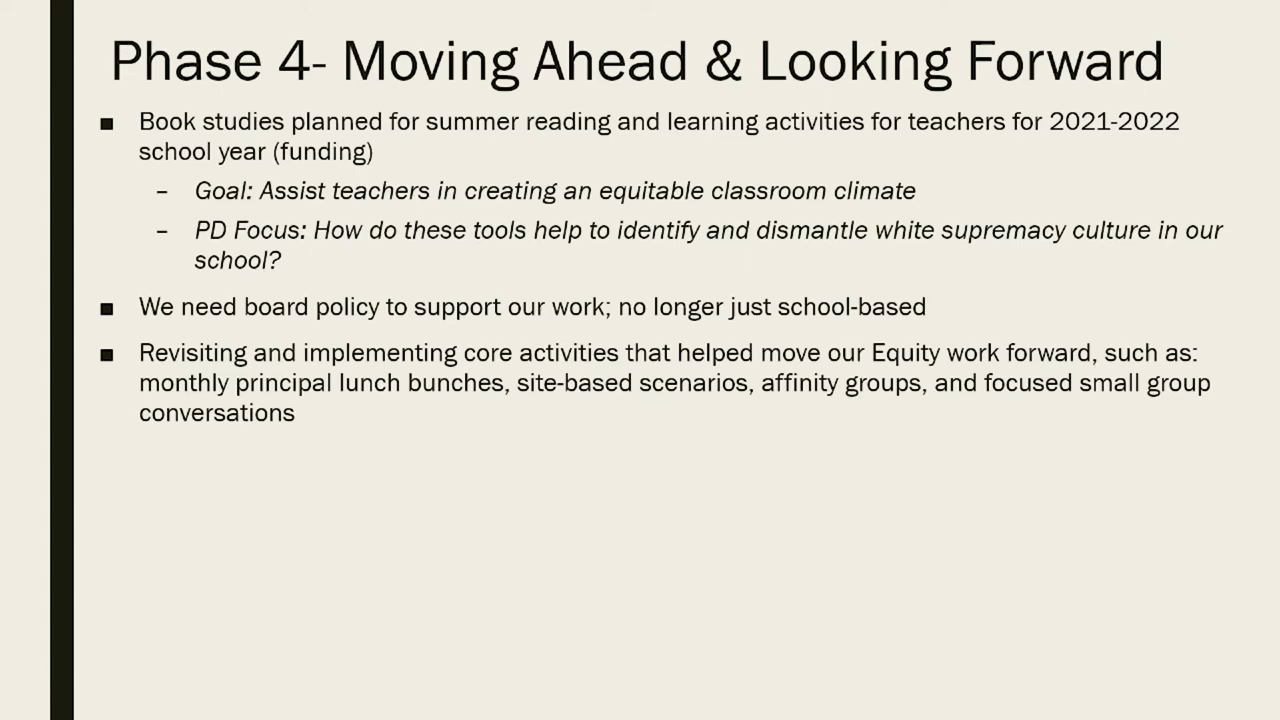 Phase 4- Moving Ahead & Looking Forward
■ Book studies planned for summer reading and learning activities for teachers for 2021-2022
school year (funding)
– Goal: Assist teachers in creating an equitable classroom climate
– PD Focus: How do these tools help to identify and dismantle white supremacy culture in our
school?
■ We need board policy to support our work; no longer just school-based
■ Revisiting and implementing core activities that helped move our Equity work forward, such as:
monthly principal lunch bunches, site-based scenarios, affinity groups, and focused small group
conversations